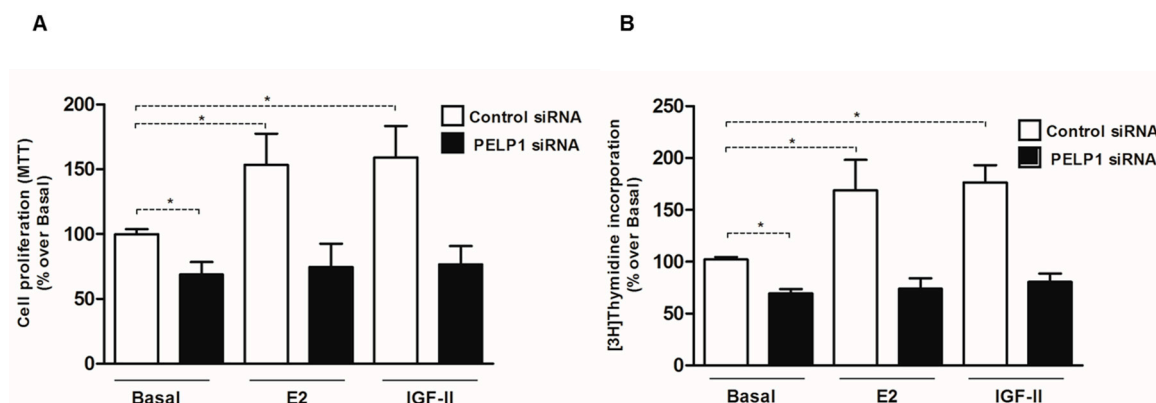 A
Cell proliferation (MTT)
(% over Basal)
200
150
100
50
0
*
*
*
Control siRNA
PELP1 siRNA
Basal
E2
IGF-II
B
[3H]Thymidine incorporation
(% over Basal)
250
200
150
100
50
0
*
*
*
Control siRNA
PELP1 siRNA
Basal
E2
IGF-II